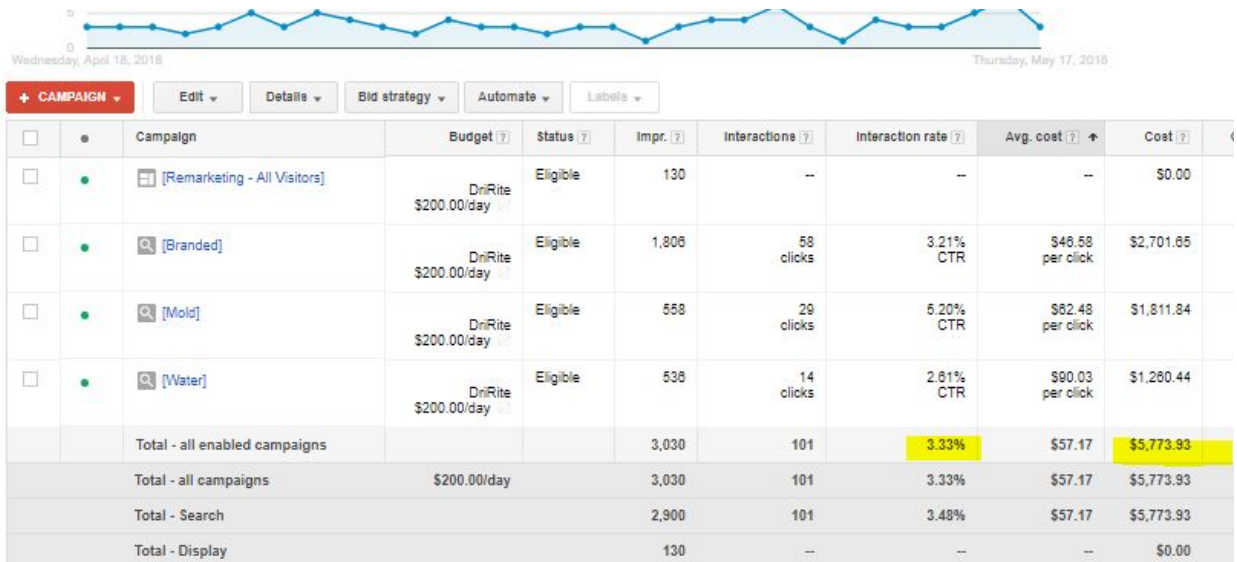 5
0
Wednesday, April 18, 2018 Thursday, May 17, 2018
+ CAMPAIGN Edit Details Bid strategy Automate Labels
Campaign Budget ? Status ? Impr. ? Interactions ? Interaction rate ? Avg. cost ? ↑ Cost ?
[Remarketing - All Visitors] Eligible 130 -- -- -- $0.00
DriRite
$200.00/day
[Branded] Eligible 1,806 58 3.21% $46.58 $2,701.65
DriRite clicks CTR per click
$200.00/day
[Mold] Eligible 558 29 5.20% $62.48 $1,811.84
DriRite clicks CTR per click
$200.00/day
[Water] Eligible 536 14 2.61% $90.03 $1,260.44
DriRite clicks CTR per click
$200.00/day
Total - all enabled campaigns 3,030 101 3.33% $57.17 $5,773.93
Total - all campaigns $200.00/day 3,030 101 3.33% $57.17 $5,773.93
Total - Search 2,900 101 3.48% $57.17 $5,773.93
Total - Display 130 -- -- -- $0.00